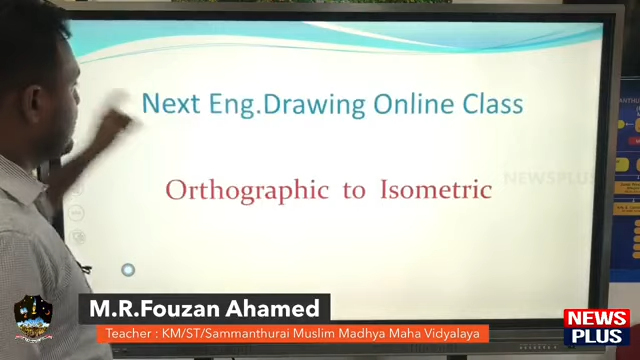 Next Eng.Drawing Online Class
Orthographic to Isometric
NEWSPLUS
M.R.Fouzan Ahamed
Teacher : KM/ST/Sammanthurai Muslim Madhya Maha Vidyalaya
NEWS
PLUS